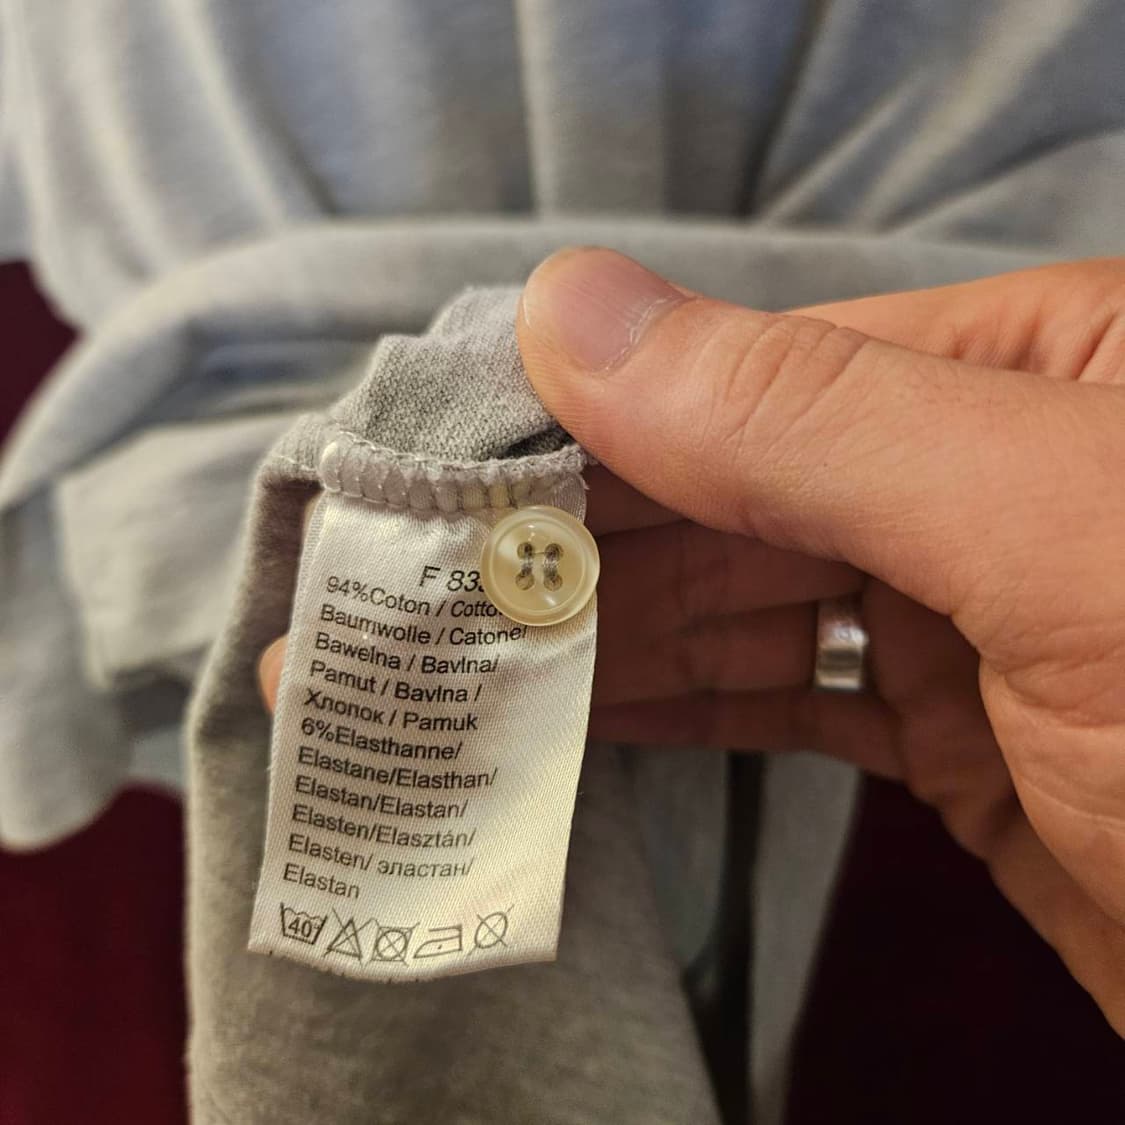 F 83
94%Coton / Cotto
Baumwolle / Catone/
Bawełna / Bavlna/
Pamut / Bavlna /
Хлопок / Pamuk
6%Elasthanne/
Elastane/Elasthan/
Elastan/Elastan/
Elasten/Elasztán/
Elasten/ эластан/
Elastan
40°